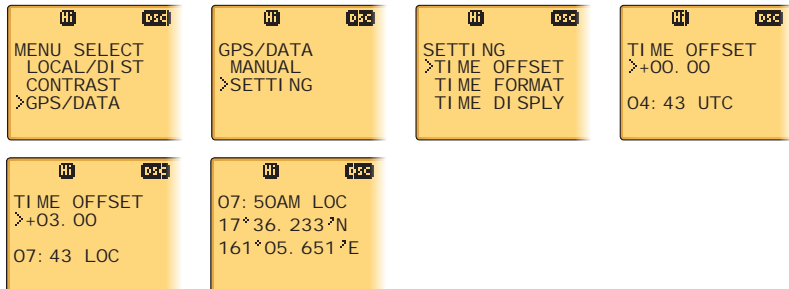 Hi DSC
MENU SELECT
LOCAL/DIST
CONTRAST
>GPS/DATA
Hi DSC
GPS/DATA
MANUAL
>SETTING
Hi DSC
SETTING
>TIME OFFSET
TIME FORMAT
TIME DISPLY
Hi DSC
TIME OFFSET
>+00.00
04:43 UTC
Hi DSC
TIME OFFSET
>+03.00
07:43 LOC
Hi DSC
07:50AM LOC
17°36.233'N
161°05.651'E